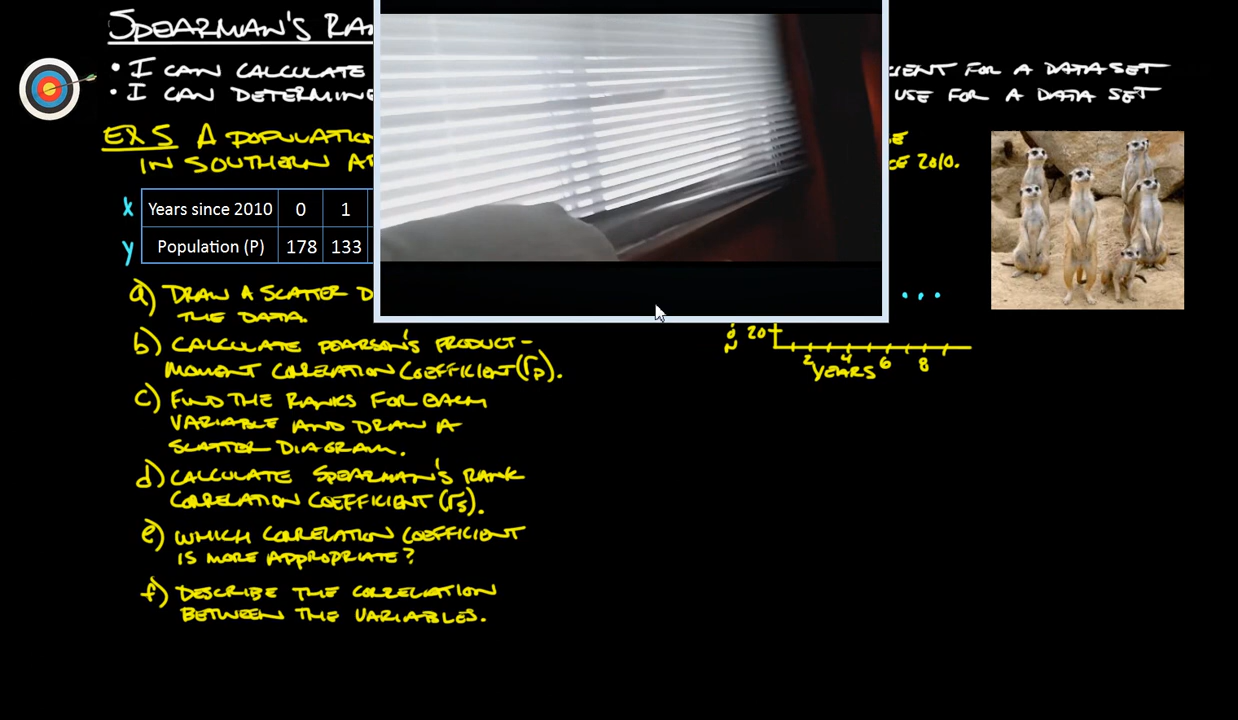 SPEARMAN'S RA
• I CAN CALCULATE CIENT FOR A DATA SET
• I CAN DETERMINE USE FOR A DATA SET
EX 5 A POPULATION
IN SOUTHERN AF CE 2010.
x Years since 2010 0 1
y Population (P) 178 133
a) DRAW A SCATTER D ...
THE DATA.
20
b) CALCULATE PEARSON'S PRODUCT-
MOMENT CORRELATION COEFFICIENT (rp).
2 4 6 8
YEARS
c) FIND THE RANKS FOR EACH
VARIABLE AND DRAW A
SCATTER DIAGRAM.
d) CALCULATE SPEARMAN'S RANK
CORRELATION COEFFICIENT (rs).
e) WHICH CORRELATION COEFFICIENT
IS MORE APPROPRIATE?
f) DESCRIBE THE CORRELATION
BETWEEN THE VARIABLES.